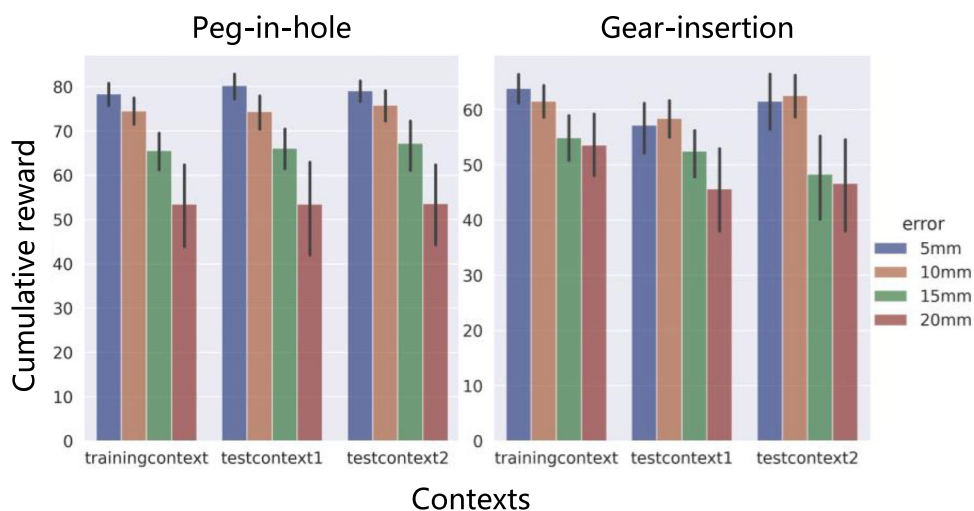 Peg-in-hole
Gear-insertion
Cumulative reward
80
70
60
50
40
30
20
10
0
60
50
40
30
20
10
0
error
5mm
10mm
15mm
20mm
trainingcontext testcontext1 testcontext2
trainingcontext testcontext1 testcontext2
Contexts